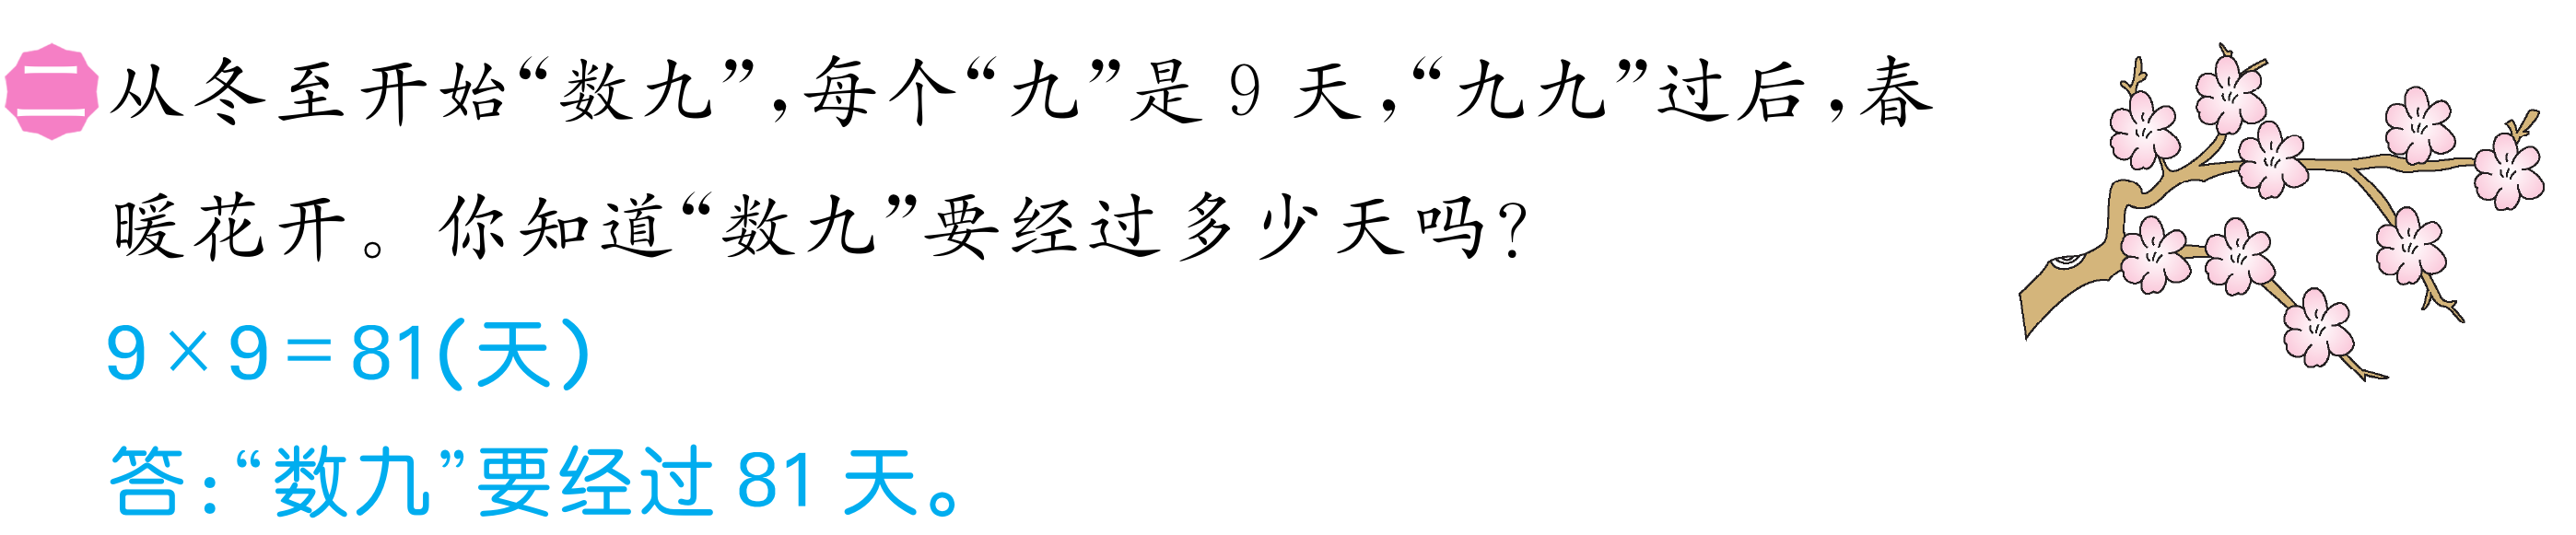 二 从冬至开始“数九”,每个“九”是 9 天,“九九”过后,春
暖花开。你知道“数九”要经过多少天吗?
9×9=81(天)
答:“数九”要经过 81 天。